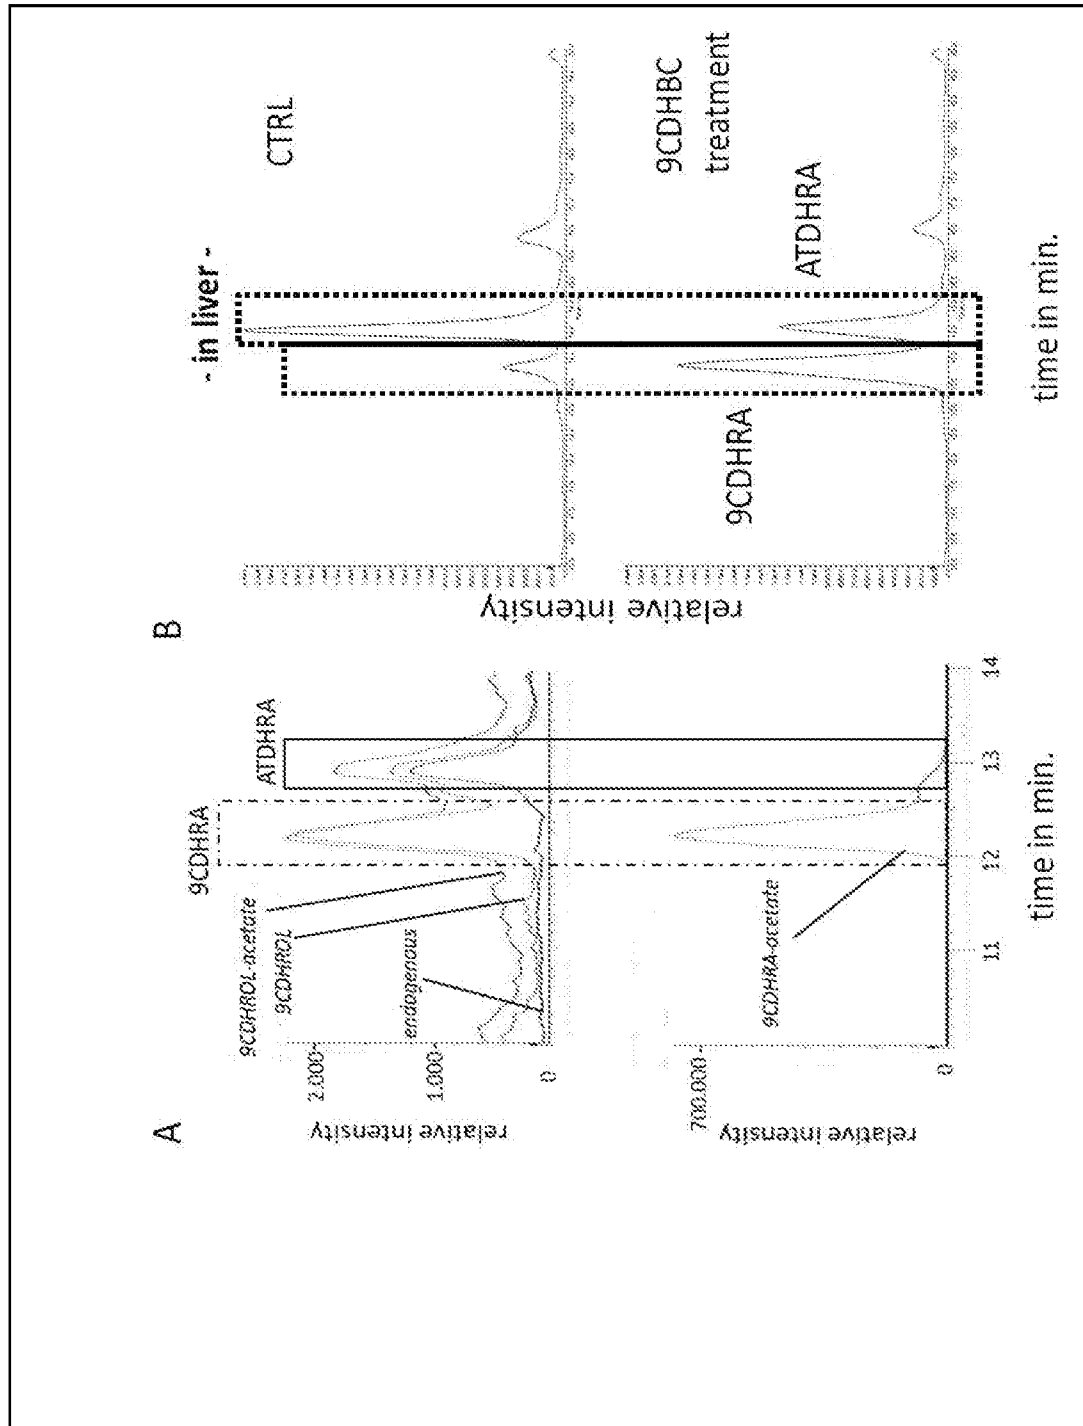 A
9CDHRA
ATDHRA
9CDHROL-acetate
9CDHROL
endogenous
2.000-
1.000-
0
relative intensity
700.000-
0
relative intensity
9CDHRA-acetate
11
12
13
14
time in min.
B
- in liver -
CTRL
relative intensity
9CDHBC
treatment
9CDHRA
ATDHRA
time in min.